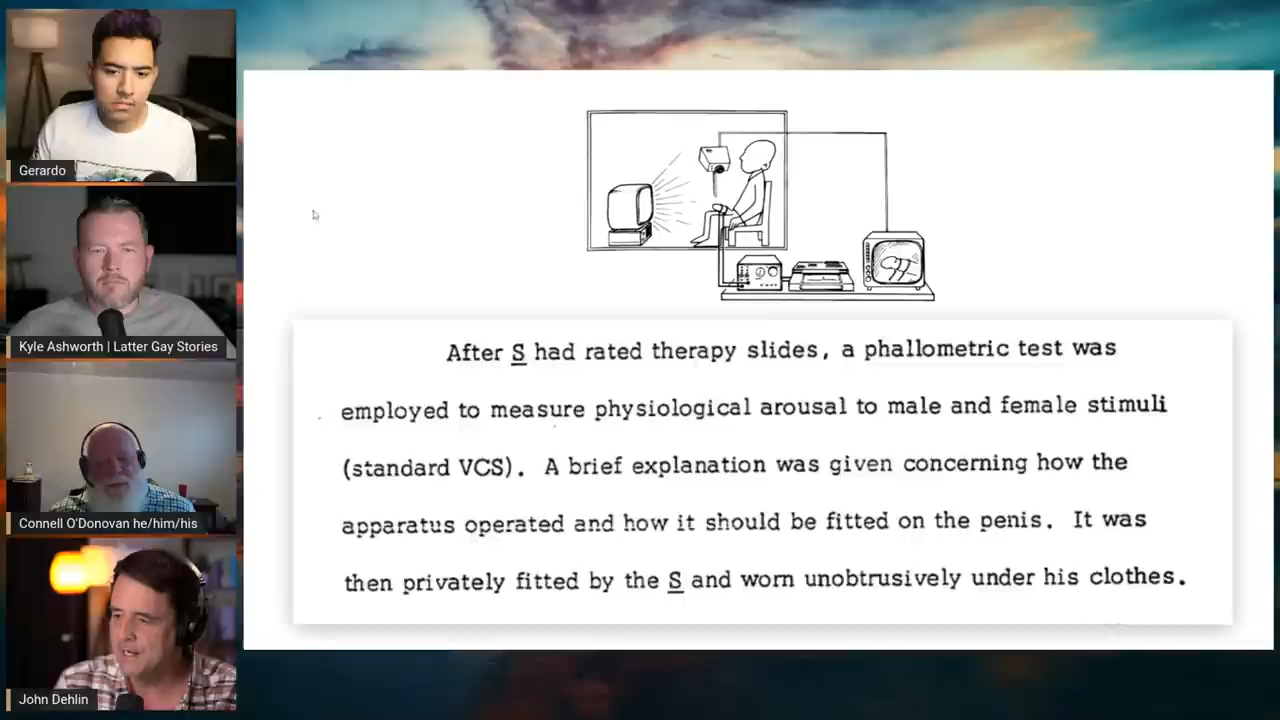 Gerardo
Kyle Ashworth | Latter Gay Stories
Connell O'Donovan he/him/his
John Dehlin
After S had rated therapy slides, a phallometric test was
employed to measure physiological arousal to male and female stimuli
(standard VCS). A brief explanation was given concerning how the
apparatus operated and how it should be fitted on the penis. It was
then privately fitted by the S and worn unobtrusively under his clothes.